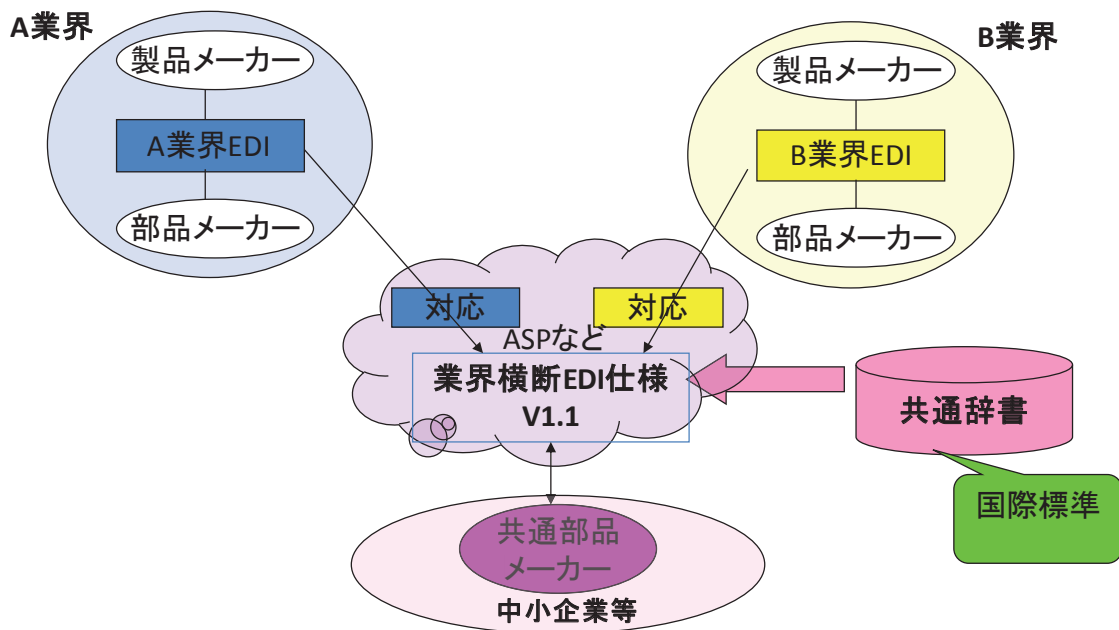 A業界
製品メーカー
A業界EDI
部品メーカー
B業界
製品メーカー
B業界EDI
部品メーカー
対応
対応
ASPなど
業界横断EDI仕様
V1.1
共通辞書
国際標準
共通部品
メーカー
中小企業等